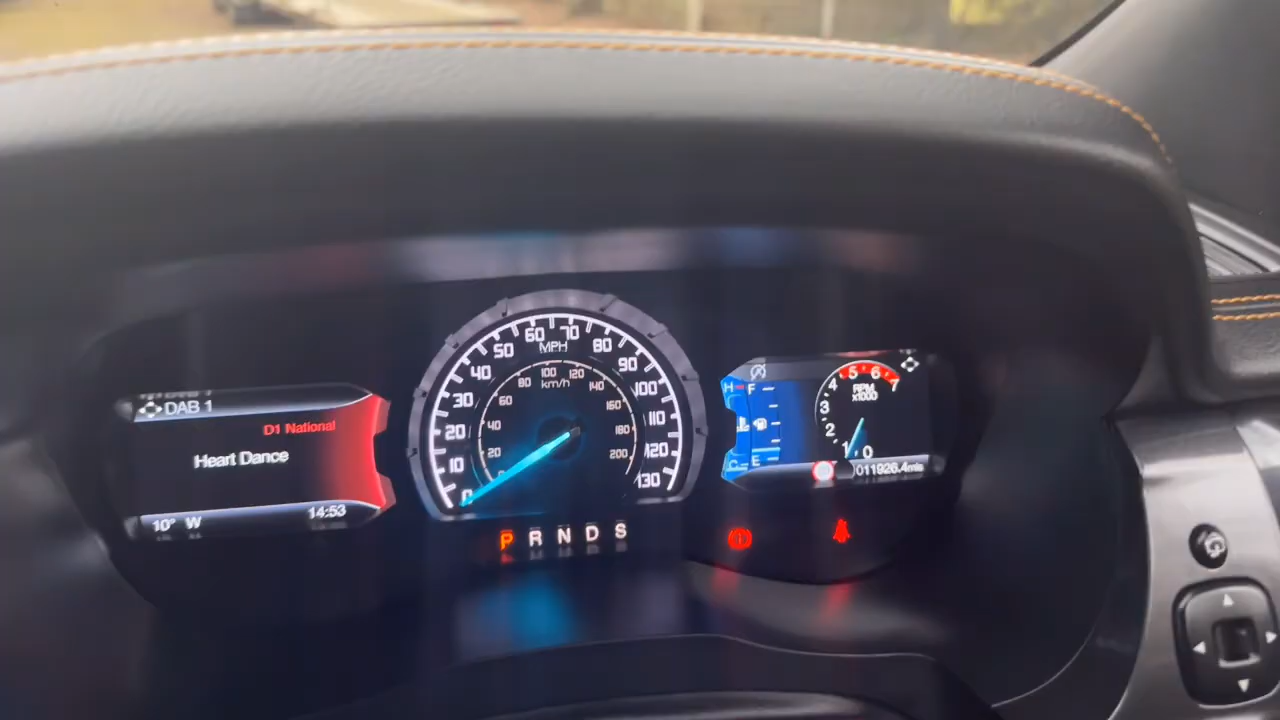 DAB 1
D1 National
Heart Dance
10° W
14:53
0 10 20 30 40 50 60 70 80 90 100 110 120 130
MPH
20 40 60 80 100 120 140 160 180 200
km/h
P R N D S
H
F
C
E
0 1 2 3 4 5 6 7
RPM
x1000
011926.4mls